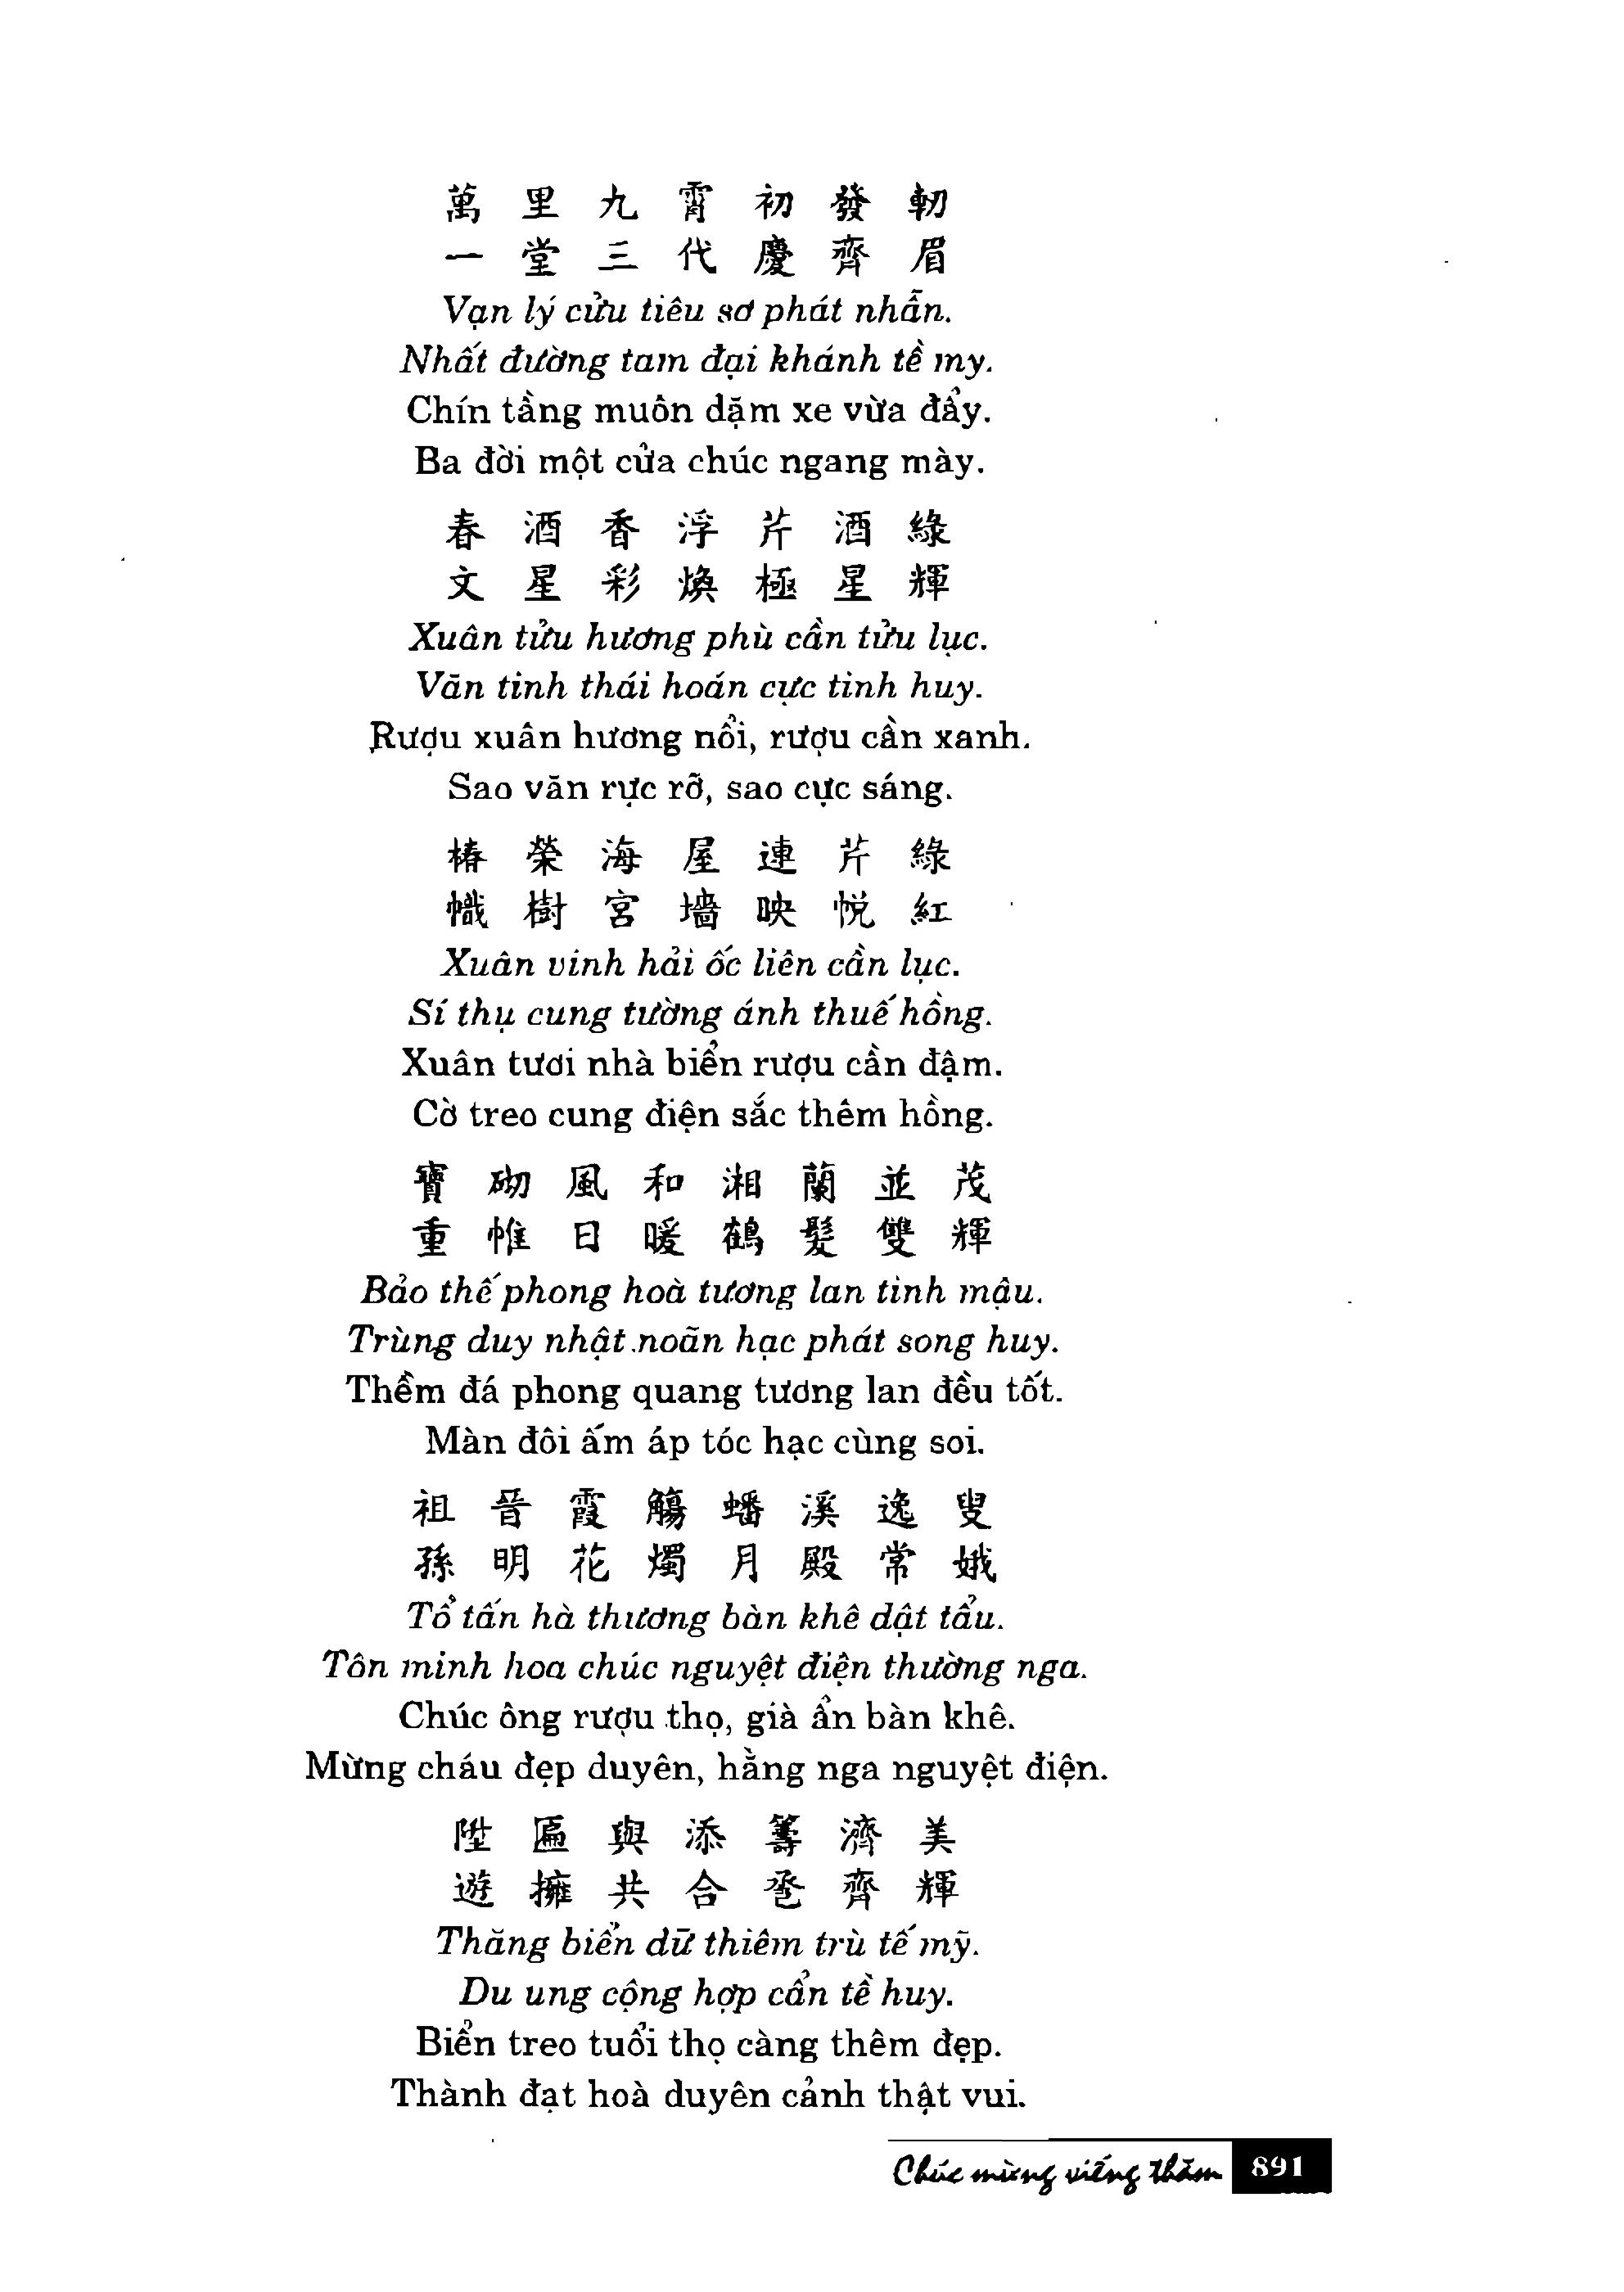 萬里九霄初發軔
一堂三代慶齊眉
Vạn lý cửu tiêu sơ phát nhẫn.
Nhất đường tam đại khánh tề my.
Chín tầng muôn dặm xe vừa đẩy.
Ba đời một cửa chúc ngang mày.
春酒香浮芹酒綠
文星彩煥極星輝
Xuân tửu hương phù cần tửu lục.
Văn tinh thái hoán cực tinh huy.
Rượu xuân hương nổi, rượu cần xanh.
Sao văn rực rỡ, sao cực sáng.
椿榮海屋連芹綠
幟樹宮墻映悅紅
Xuân vinh hải ốc liên cần lục.
Sí thụ cung tường ánh thuế hồng.
Xuân tươi nhà biển rượu cần đậm.
Cờ treo cung điện sắc thêm hồng.
寶砌風和湘蘭並茂
重帷日暖鶴髮雙輝
Bảo thế phong hoà tương lan tinh mậu.
Trùng duy nhật noãn hạc phát song huy.
Thềm đá phong quang tương lan đều tốt.
Màn đôi ấm áp tóc hạc cùng soi.
祖晉霞觴蟠溪逸叟
孫明花燭月殿常娥
Tổ tấn hà thương bàn khê dật tẩu.
Tôn minh hoa chúc nguyệt điện thường nga.
Chúc ông rượu thọ, già ẩn bàn khê.
Mừng cháu đẹp duyên, hằng nga nguyệt điện.
陞匾與添籌濟美
遊擁共合卺齊輝
Thăng biển dữ thiêm trù tế mỹ.
Du ung cộng hợp cẩn tề huy.
Biển treo tuổi thọ càng thêm đẹp.
Thành đạt hoà duyên cảnh thật vui.
Chúc mừng viếng thăm 891